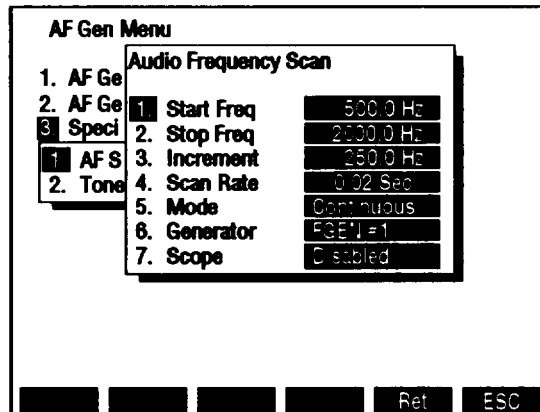 AF Gen Menu
Audio Frequency Scan
1. AF Ge
2. AF Ge
3 Speci
1 AF S
2. Tone
1. Start Freq 500.0 Hz
2. Stop Freq 2000.0 Hz
3. Increment 250.0 Hz
4. Scan Rate 0.02 Sec
5. Mode Continuous
6. Generator
7. Scope Disabled
Ret ESC